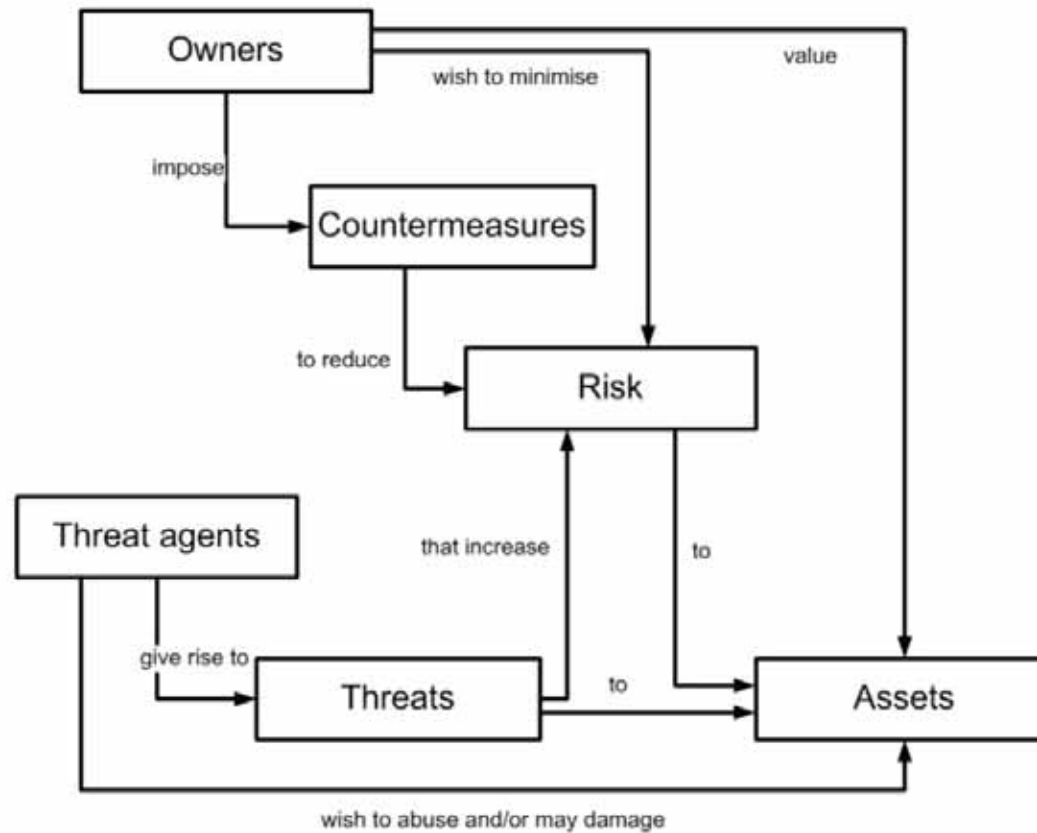 Owners
value
wish to minimise
impose
Countermeasures
to reduce
Risk
Threat agents
that increase
to
give rise to
Threats
to
Assets
wish to abuse and/or may damage